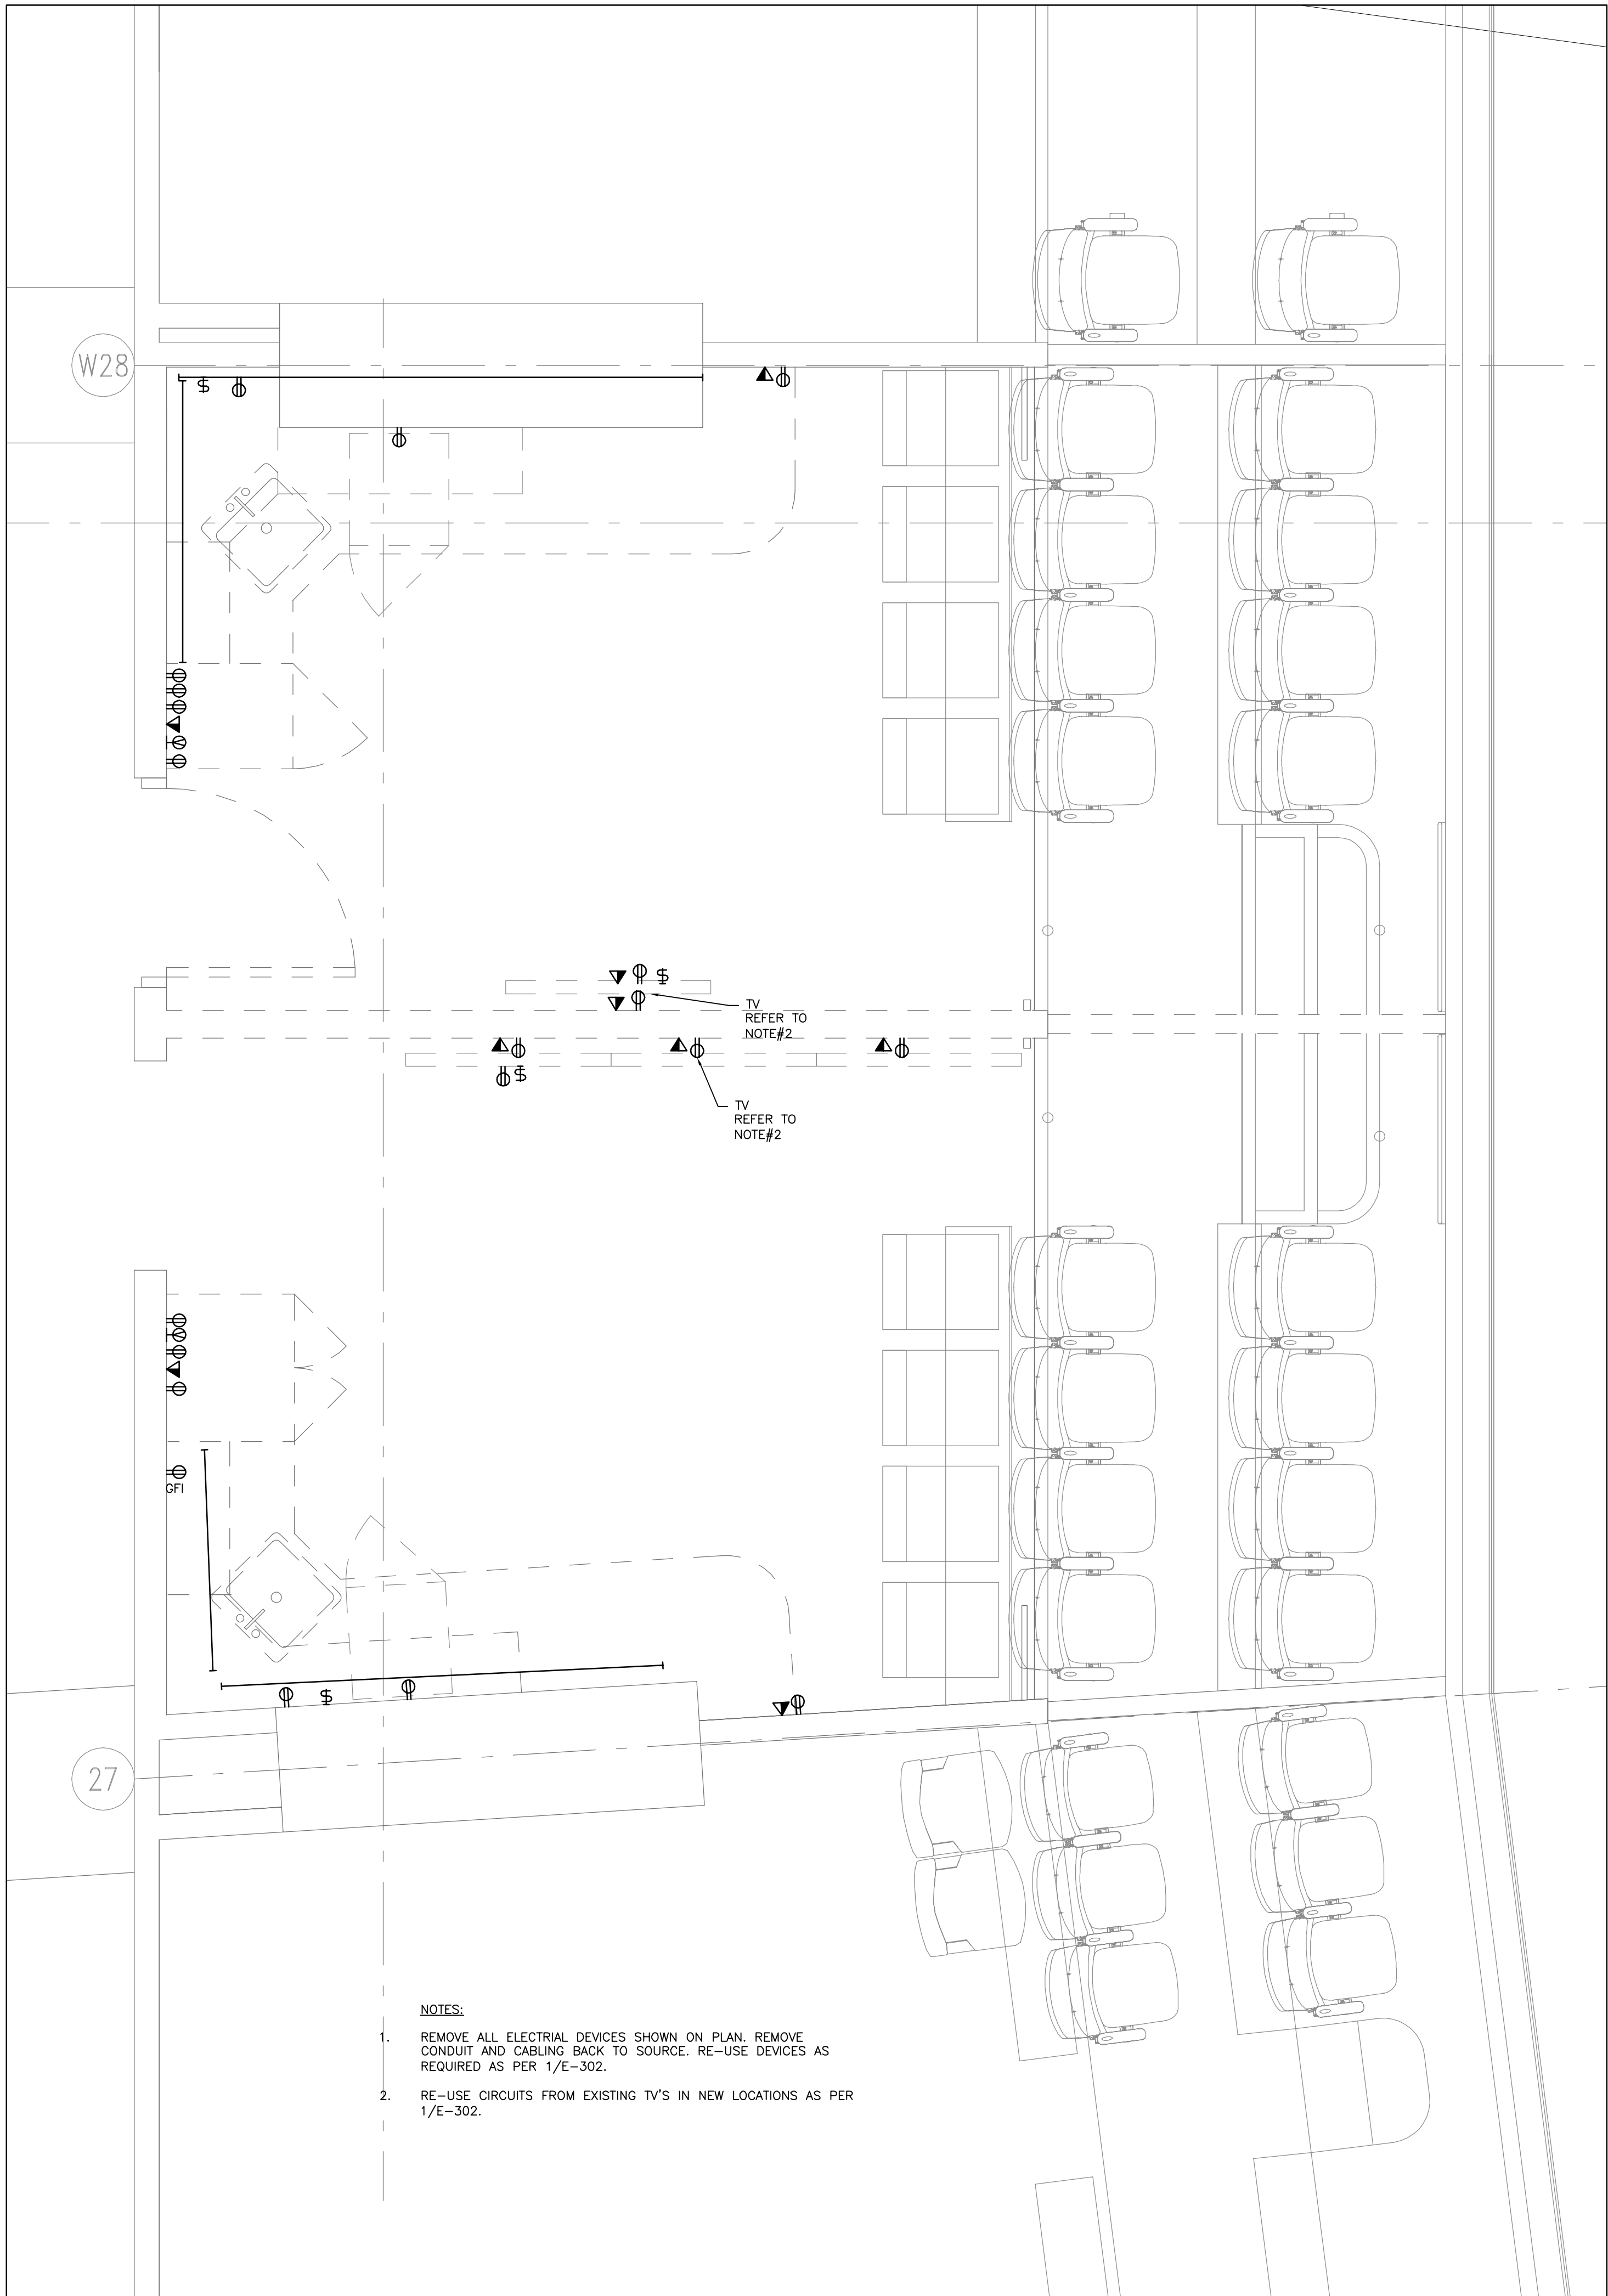 W28
$
TV
REFER TO
NOTE#2
$
$
TV
REFER TO
NOTE#2
GFI
$
27
NOTES:
1. REMOVE ALL ELECTRIAL DEVICES SHOWN ON PLAN. REMOVE
CONDUIT AND CABLING BACK TO SOURCE. RE-USE DEVICES AS
REQUIRED AS PER 1/E-302.
2. RE-USE CIRCUITS FROM EXISTING TV'S IN NEW LOCATIONS AS PER
1/E-302.